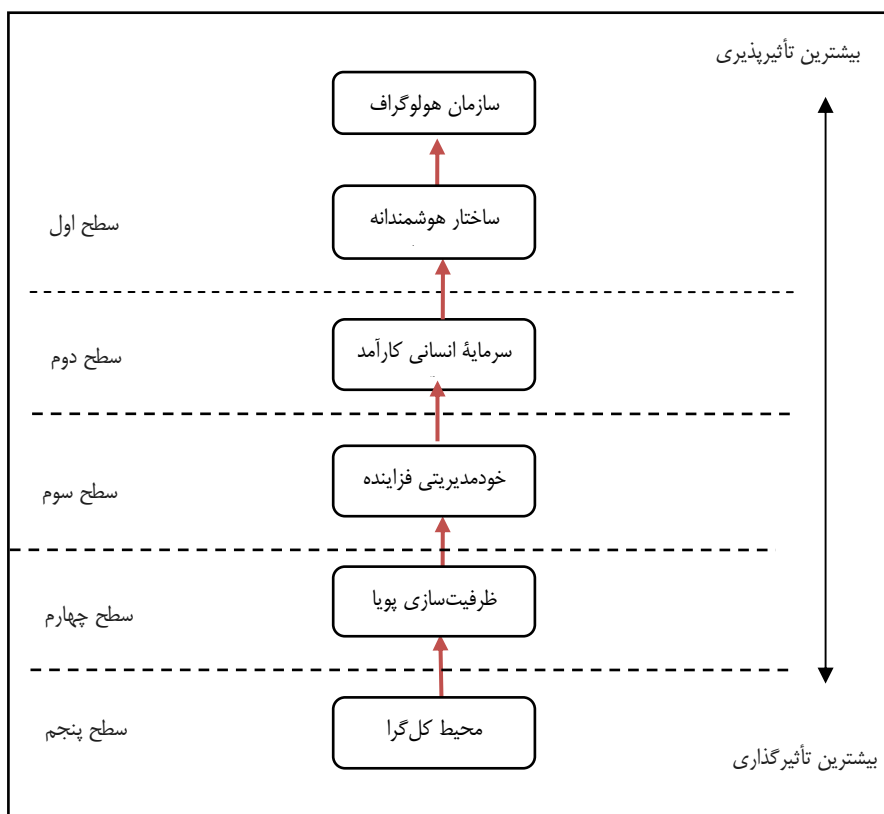 بیشترین تأثیرپذیری
سازمان هولوگراف
ساختار هوشمندانه
سطح اول
سرمایهٔ انسانی کارآمد
سطح دوم
خودمدیریتی فزاینده
سطح سوم
ظرفیت‌سازی پویا
سطح چهارم
محیط کل‌گرا
سطح پنجم
بیشترین تأثیرگذاری